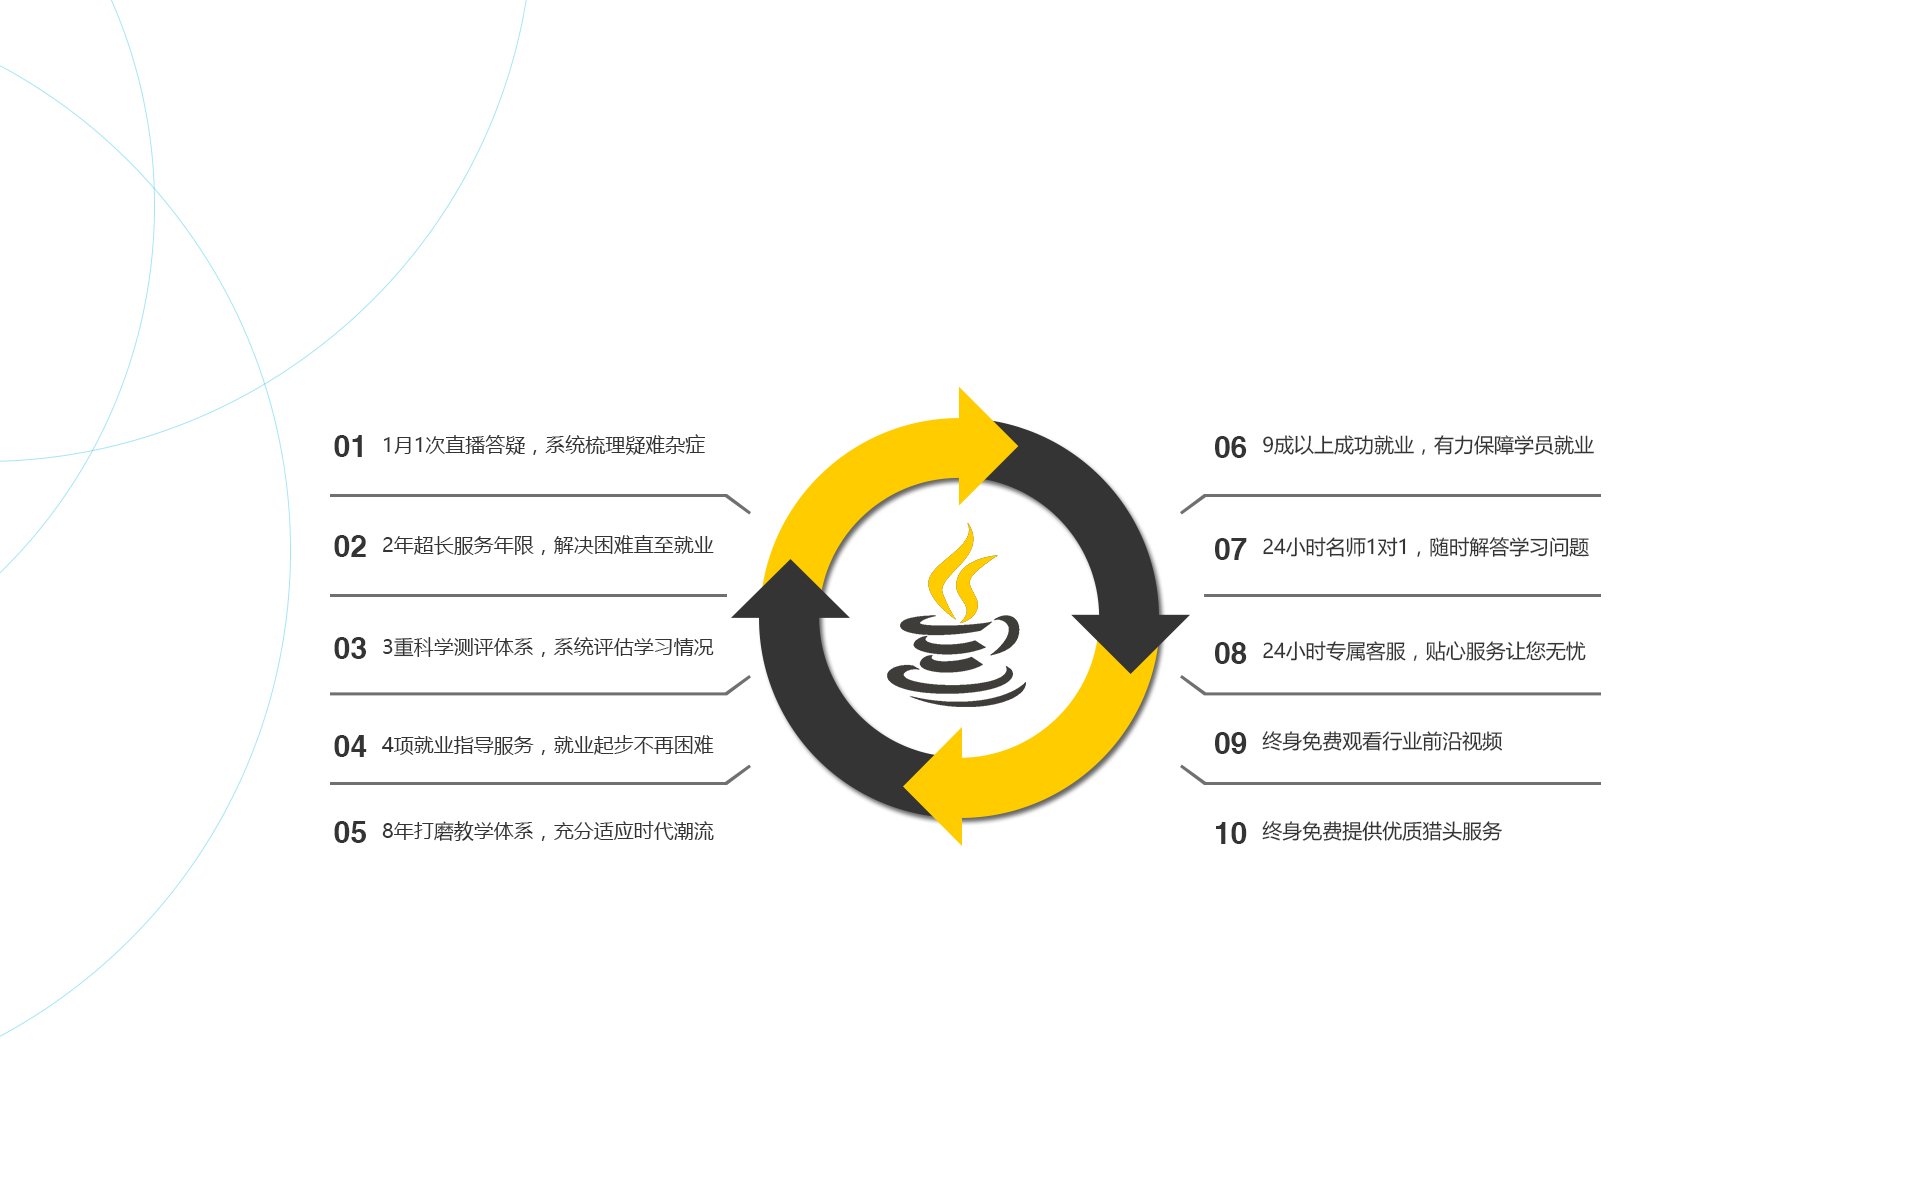 01 1月1次直播答疑，系统梳理疑难杂症
02 2年超长服务年限，解决困难直至就业
03 3重科学测评体系，系统评估学习情况
04 4项就业指导服务，就业起步不再困难
05 8年打磨教学体系，充分适应时代潮流
06 9成以上成功就业，有力保障学员就业
07 24小时名师1对1，随时解答学习问题
08 24小时专属客服，贴心服务让您无忧
09 终身免费观看行业前沿视频
10 终身免费提供优质猎头服务